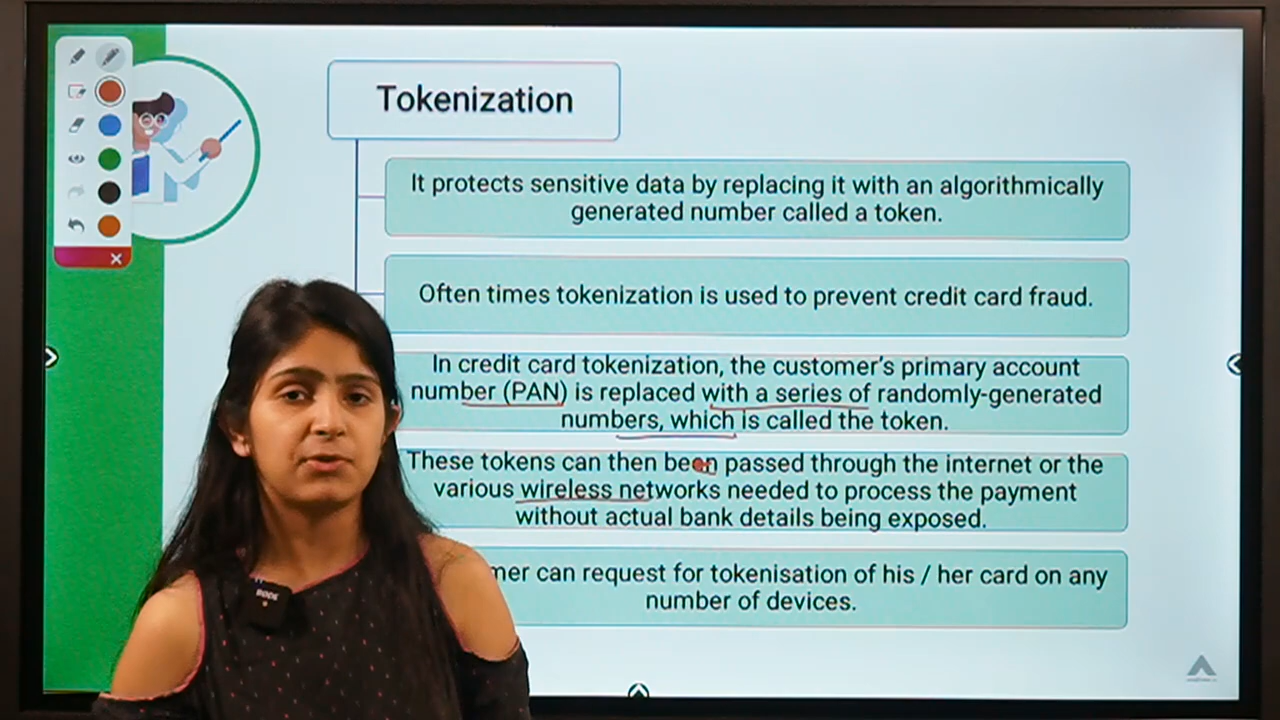 Tokenization
It protects sensitive data by replacing it with an algorithmically
generated number called a token.
Often times tokenization is used to prevent credit card fraud.
In credit card tokenization, the customer's primary account
number (PAN) is replaced with a series of randomly-generated
numbers, which is called the token.
These tokens can then been passed through the internet or the
various wireless networks needed to process the payment
without actual bank details being exposed.
can request for tokenisation of his / her card on any
number of devices.
RODE